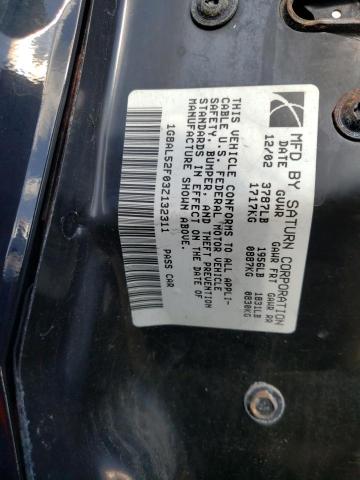 MFD BY SATURN CORPORATION
DATE GVWR GAWR FRT GAWR RR
12/02 3787LB 1956LB 1831LB
1717KG 0887KG 0830KG
THIS VEHICLE CONFORMS TO ALL APPLI-
CABLE U.S. FEDERAL MOTOR VEHICLE
SAFETY, BUMPER, AND THEFT PREVENTION
STANDARDS IN EFFECT ON THE DATE OF
MANUFACTURE SHOWN ABOVE.
1G8AL52F03Z132311 PASS CAR